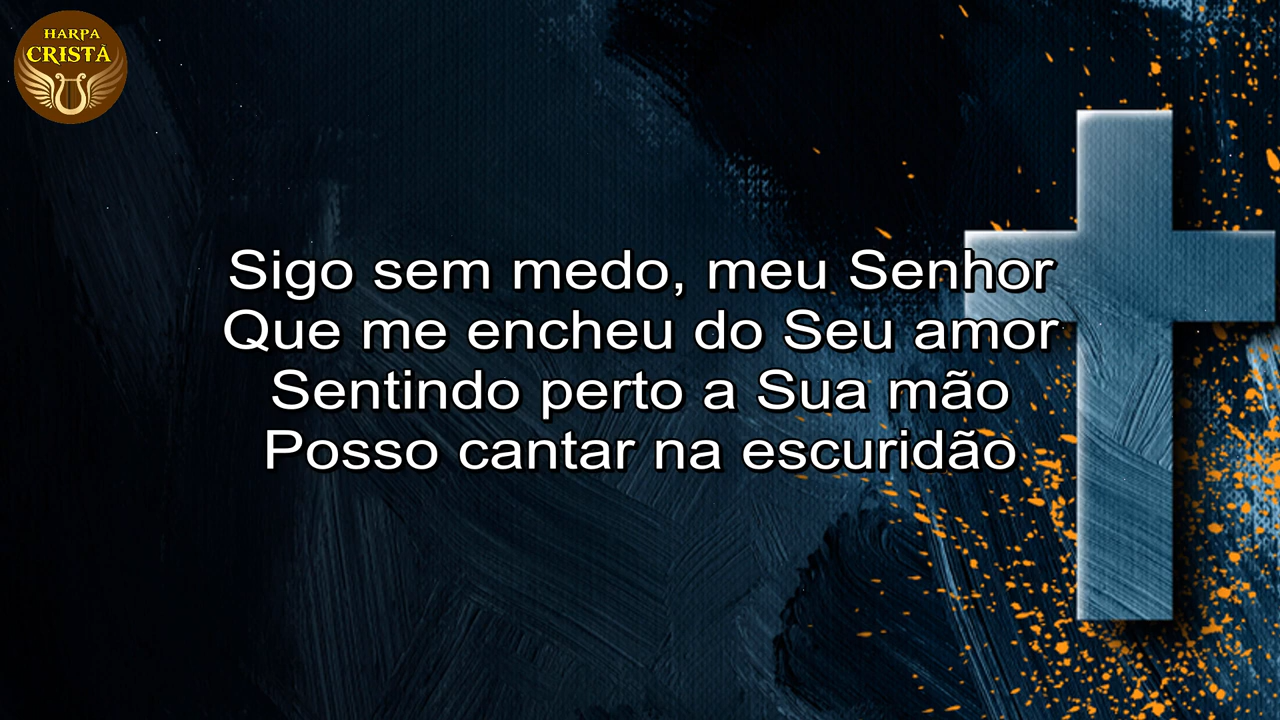 HARPA
CRISTÃ
Sigo sem medo, meu Senhor
Que me encheu do Seu amor
Sentindo perto a Sua mão
Posso cantar na escuridão